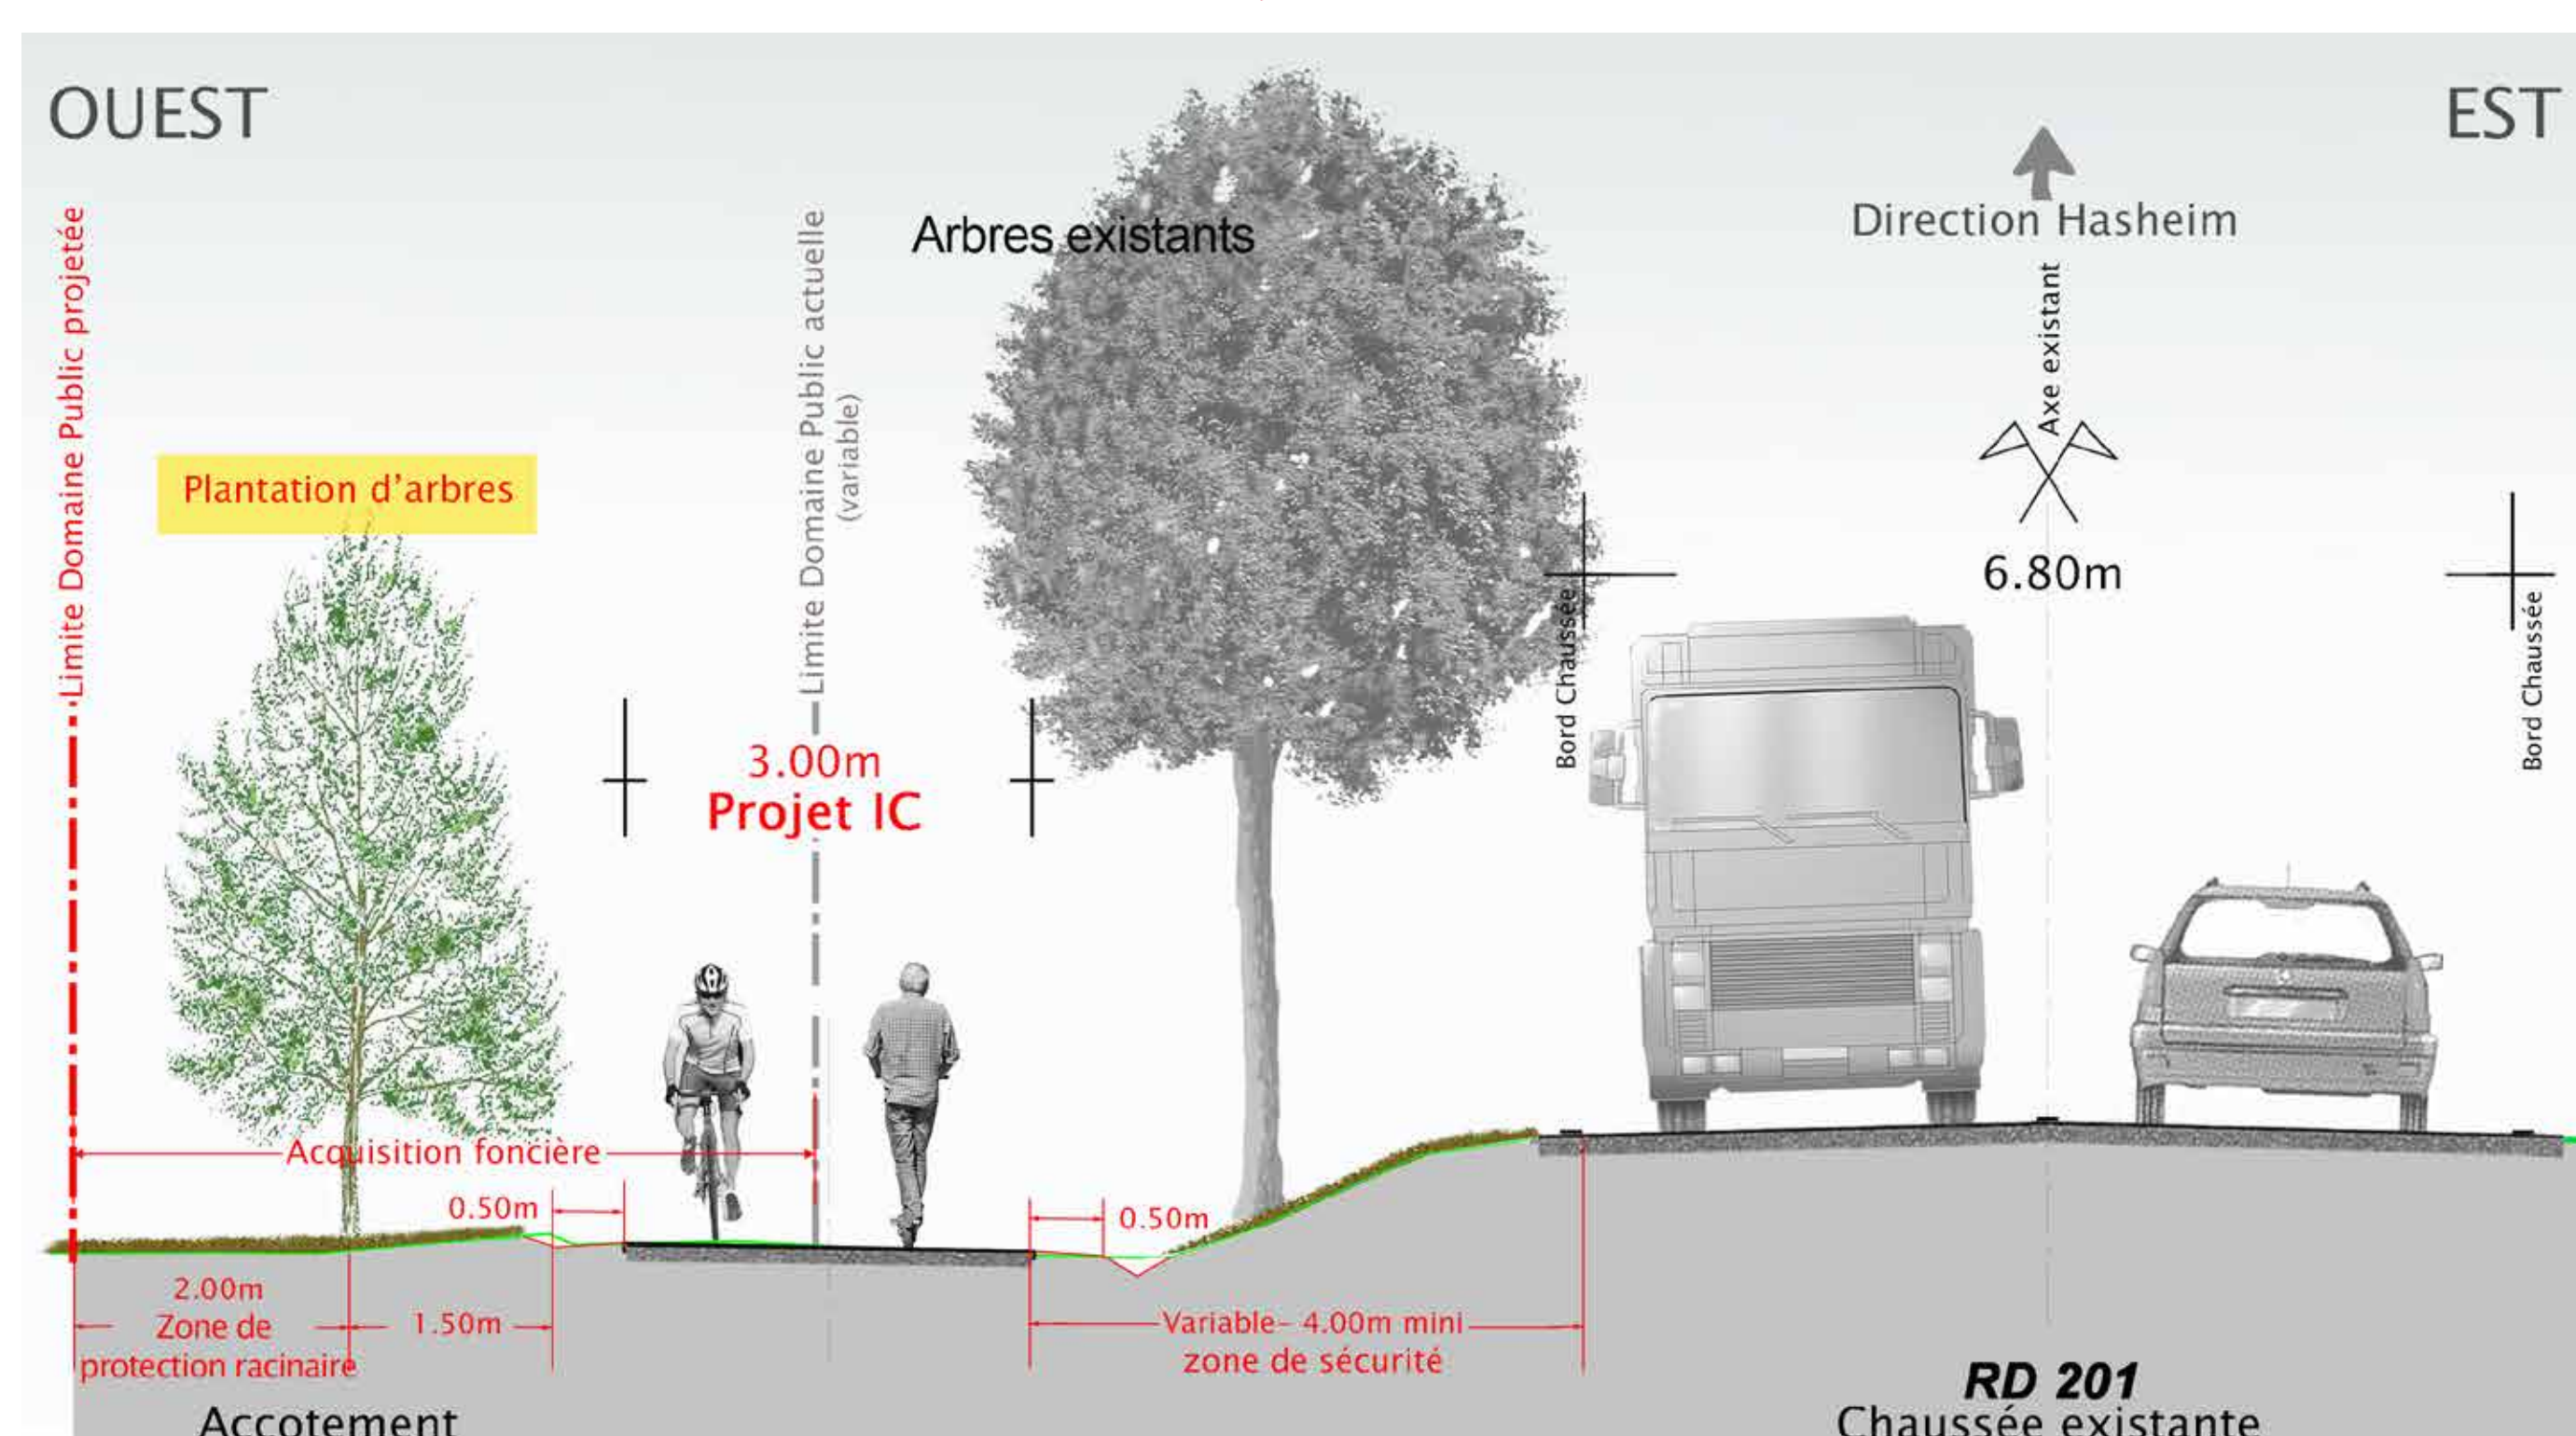 OUEST
EST
Direction Hasheim
Arbres existants
Limite Domaine Public projetée
Limite Domaine Public actuelle
(variable)
Axe existant
Plantation d'arbres
6.80m
Bord Chaussée
Bord Chaussée
3.00m
Projet IC
Acquisition foncière
0.50m
0.50m
2.00m
Zone de
protection racinaire
1.50m
Variable- 4.00m mini
zone de sécurité
RD 201
Chaussée existante
Accotement